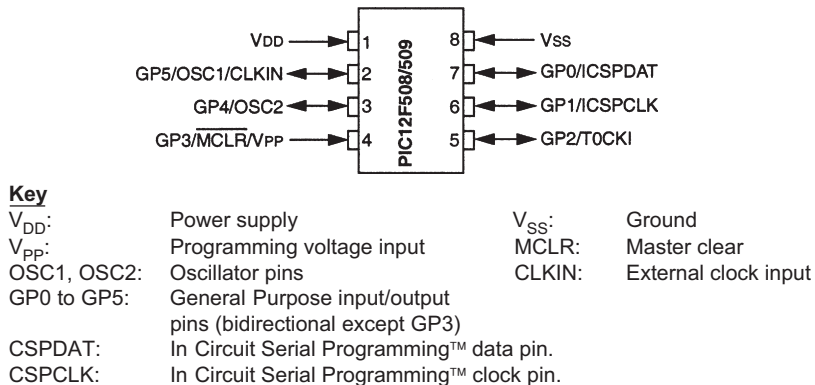 VDD 1 8 VSS
GP5/OSC1/CLKIN 2 7 GP0/ICSPDAT
GP4/OSC2 3 6 GP1/ICSPCLK
GP3/MCLR/VPP 4 5 GP2/T0CKI
PIC12F508/509
Key
VDD: Power supply VSS: Ground
VPP: Programming voltage input MCLR: Master clear
OSC1, OSC2: Oscillator pins CLKIN: External clock input
GP0 to GP5: General Purpose input/output
pins (bidirectional except GP3)
CSPDAT: In Circuit Serial Programming™ data pin.
CSPCLK: In Circuit Serial Programming™ clock pin.